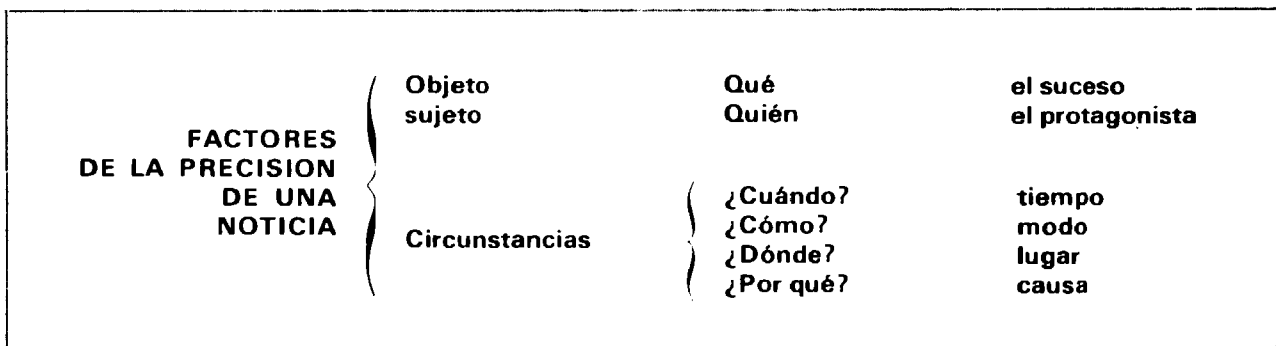 FACTORES
DE LA PRECISION
DE UNA
NOTICIA
Objeto Qué el suceso
sujeto Quién el protagonista
Circunstancias
¿Cuándo? tiempo
¿Cómo? modo
¿Dónde? lugar
¿Por qué? causa